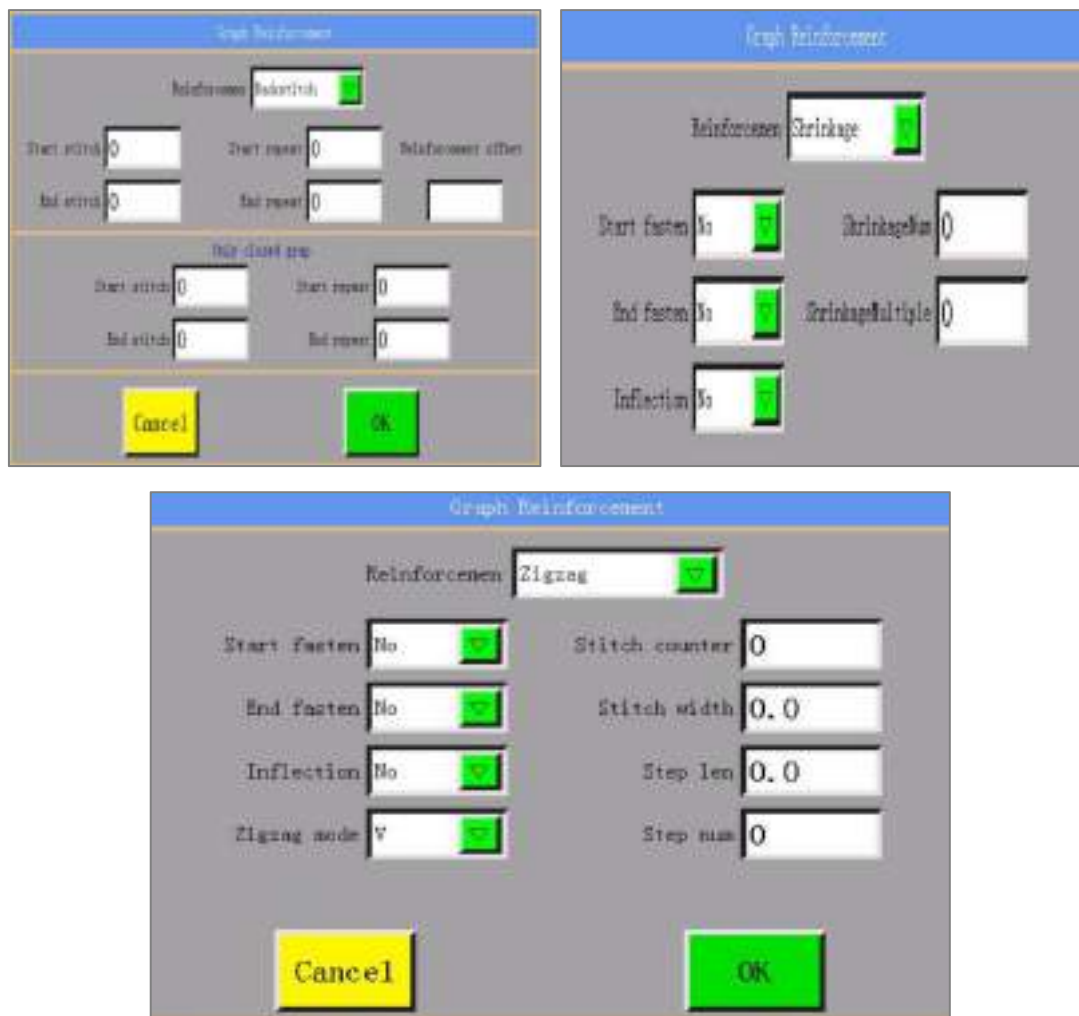 Graph Reinforcement
Reinforcemen Backstitch
Start stitch 0 Start repeat 0 Reinforcement offset
End stitch 0 End repeat 0
Only closed grap
Start stitch 0 Start repeat 0
End stitch 0 End repeat 0
Cancel OK
Graph Reinforcement
Reinforcemen Shrinkage
Start fasten No ShrinkageNum 0
End fasten No ShrinkageMultiple 0
Inflection No
Graph Reinforcement
Reinforcemen Zigzag
Start fasten No Stitch counter 0
End fasten No Stitch width 0.0
Inflection No Step len 0.0
Zigzag mode V Step num 0
Cancel OK